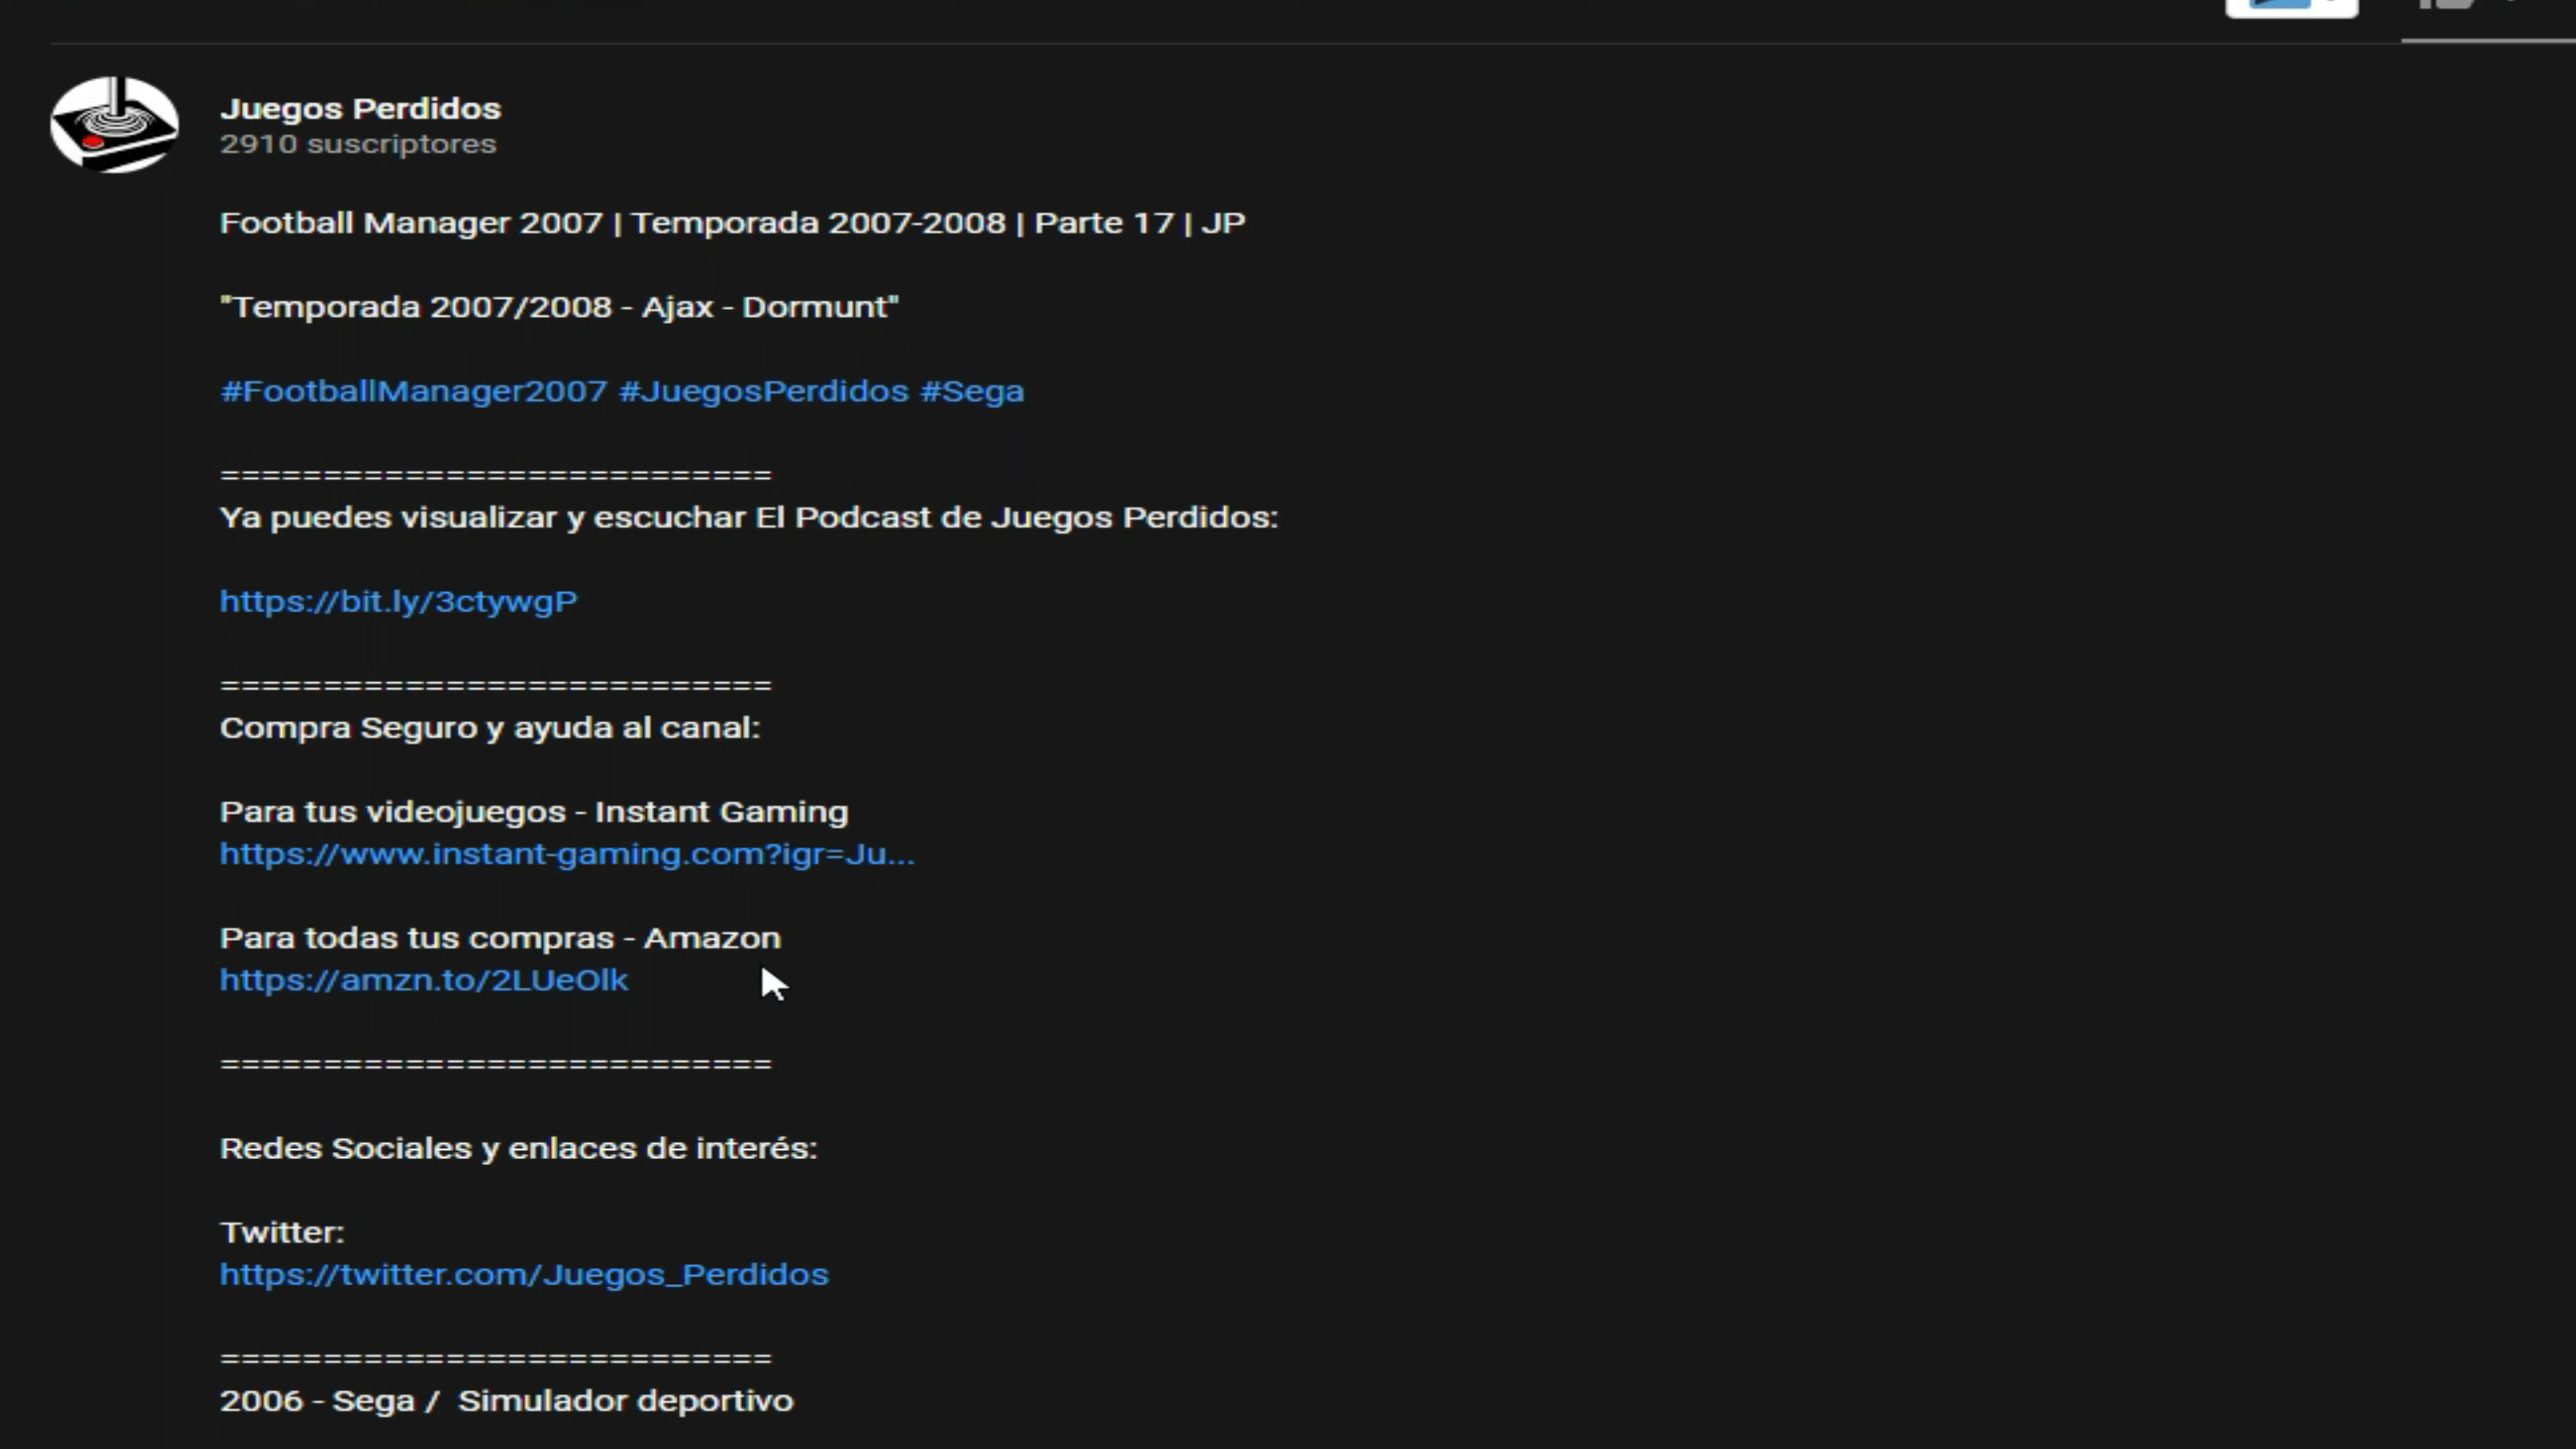 Juegos Perdidos
2910 suscriptores
Football Manager 2007 | Temporada 2007-2008 | Parte 17 | JP
"Temporada 2007/2008 - Ajax - Dormunt"
#FootballManager2007 #JuegosPerdidos #Sega
===========================
Ya puedes visualizar y escuchar El Podcast de Juegos Perdidos:
https://bit.ly/3ctywgP
===========================
Compra Seguro y ayuda al canal:
Para tus videojuegos - Instant Gaming
https://www.instant-gaming.com?igr=Ju...
Para todas tus compras - Amazon
https://amzn.to/2LUeOlk
===========================
Redes Sociales y enlaces de interés:
Twitter:
https://twitter.com/Juegos_Perdidos
===========================
2006 - Sega /  Simulador deportivo